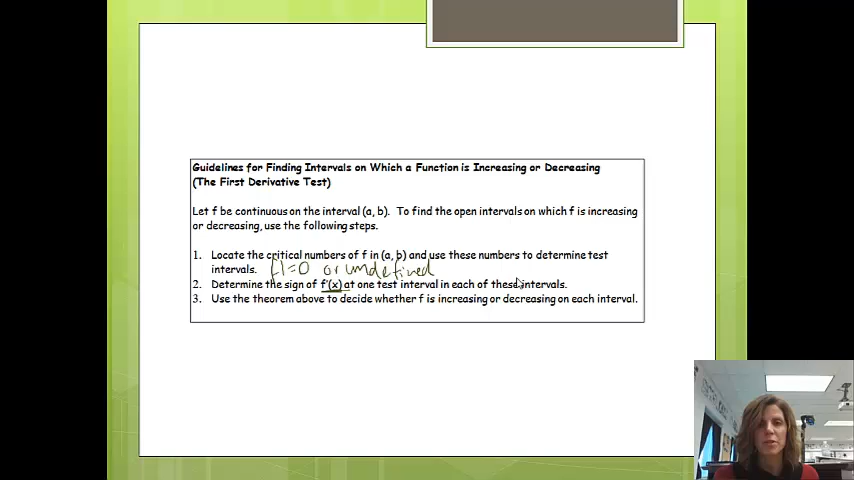 Guidelines for Finding Intervals on Which a Function is Increasing or Decreasing
(The First Derivative Test)
Let f be continuous on the interval (a, b). To find the open intervals on which f is increasing
or decreasing, use the following steps.
1. Locate the critical numbers of f in (a, b) and use these numbers to determine test
intervals. f'=0 or undefined
2. Determine the sign of f'(x) at one test interval in each of these intervals.
3. Use the theorem above to decide whether f is increasing or decreasing on each interval.